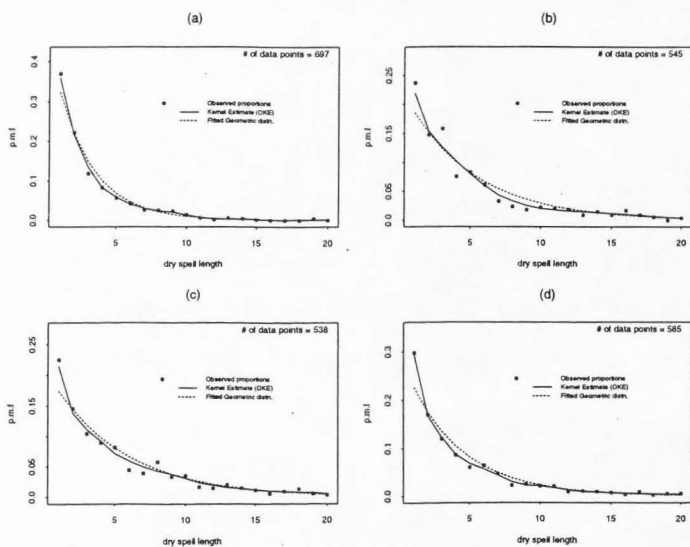 (a)
# of data points = 697
Observed proportions
Kernel Estimate (DKE)
Fitted Geometric distn.
p.m.f
0.4
0.3
0.2
0.1
0.0
5
10
15
20
dry spell length
(b)
# of data points = 545
Observed proportions
Kernel Estimate (DKE)
Fitted Geometric distn.
p.m.f
0.25
0.15
0.05
5
10
15
20
dry spell length
(c)
# of data points = 538
Observed proportions
Kernel Estimate (DKE)
Fitted Geometric distn.
p.m.f
0.25
0.15
0.05
0.0
5
10
15
20
dry spell length
(d)
# of data points = 585
Observed proportions
Kernel Estimate (DKE)
Fitted Geometric distn.
p.m.f
0.3
0.2
0.1
0.0
5
10
15
20
dry spell length